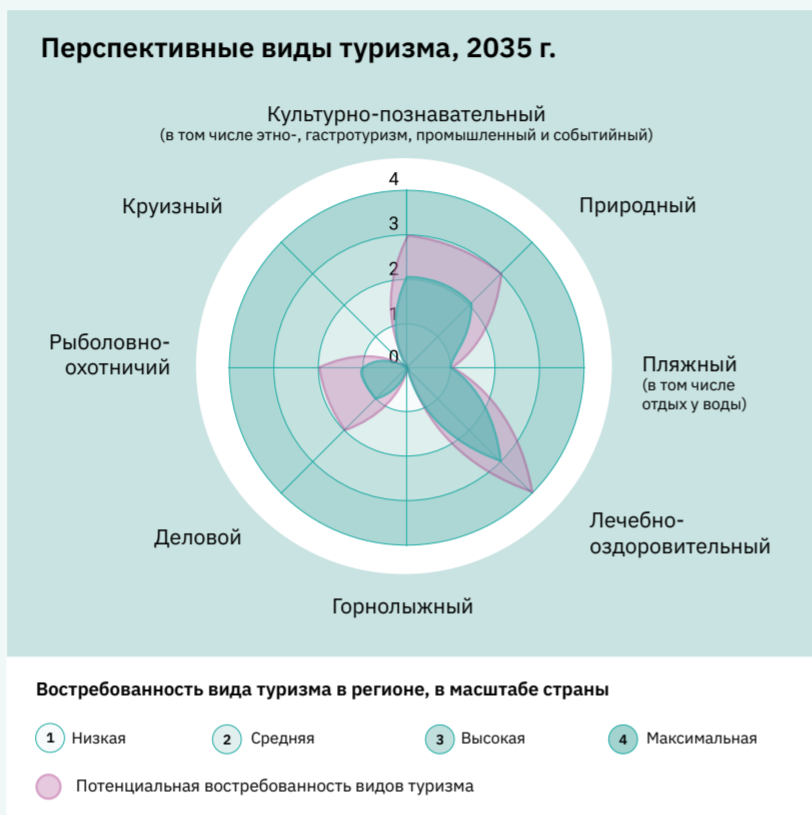 Перспективные виды туризма, 2035 г.
Культурно-познавательный
(в том числе этно-, гастротуризм, промышленный и событийный)
4
Круизный
Природный
3
2
1
Рыболовно-
охотничий
0
Пляжный
(в том числе
отдых у воды)
Лечебно-
оздоровительный
Деловой
Горнолыжный
Востребованность вида туризма в регионе, в масштабе страны
1 Низкая
2 Средняя
3 Высокая
4 Максимальная
Потенциальная востребованность видов туризма